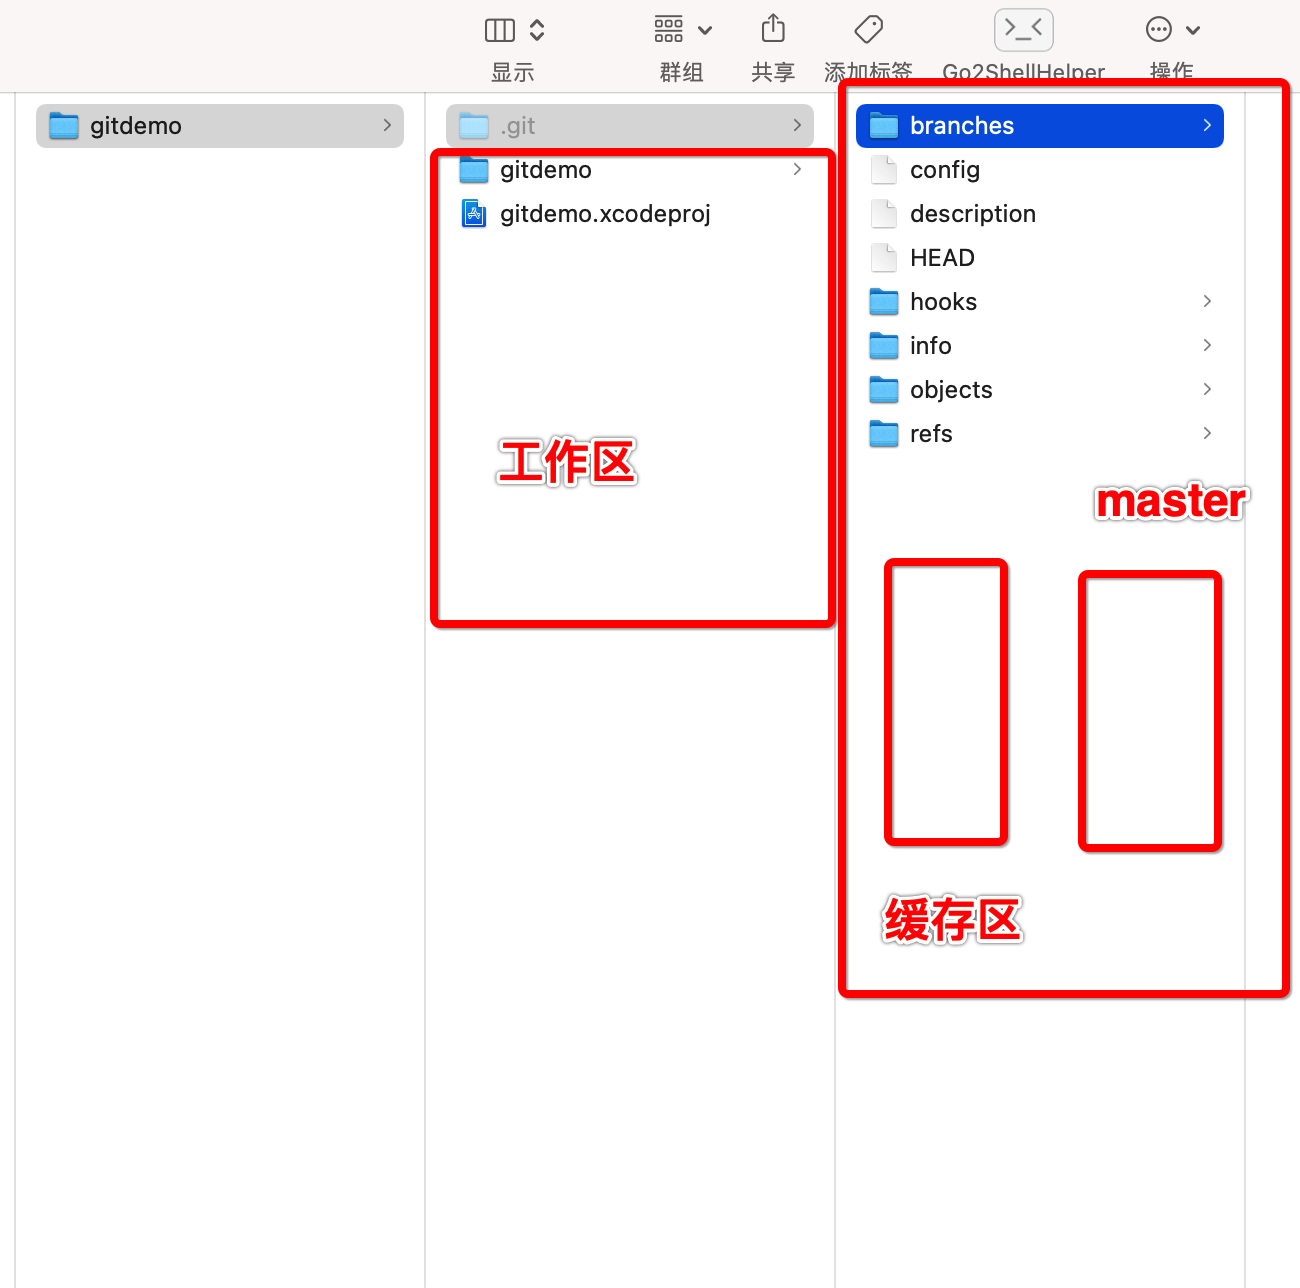 显示
群组
共享
添加标签
Go2ShellHelper
操作
gitdemo
.git
gitdemo
gitdemo.xcodeproj
工作区
branches
config
description
HEAD
hooks
info
objects
refs
master
缓存区